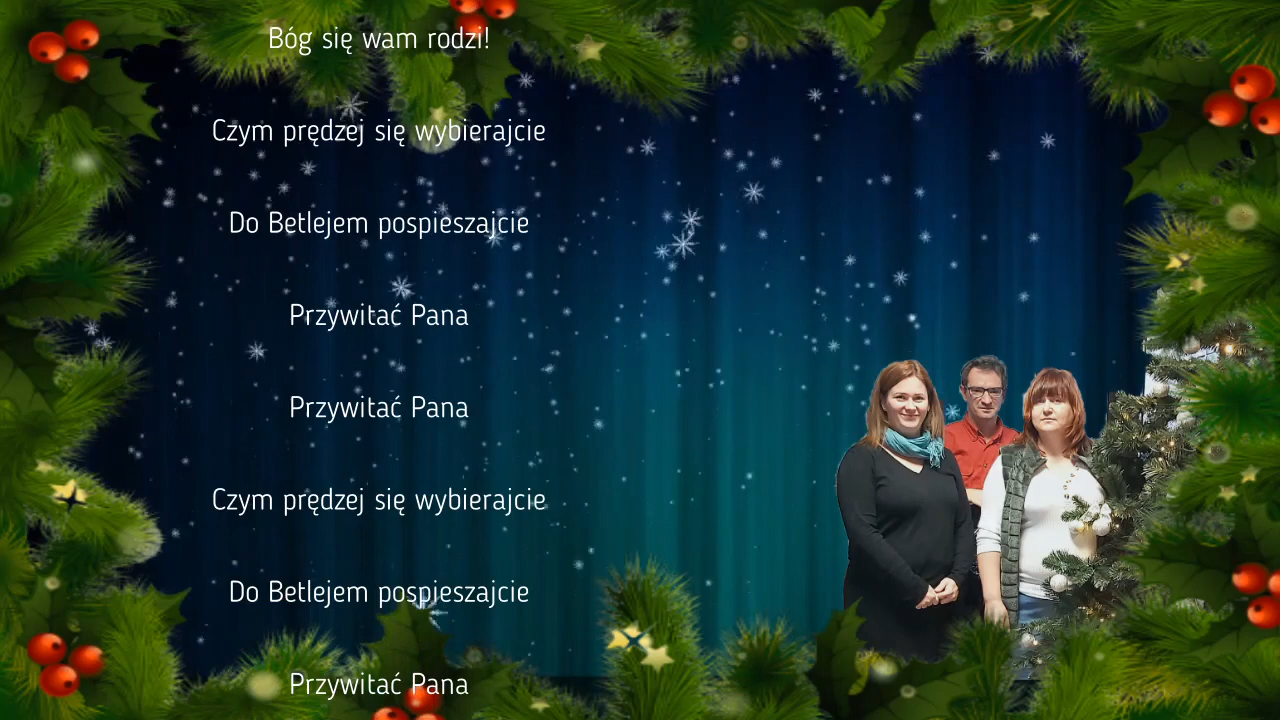 Bóg się wam rodzi!
Czym prędzej się wybierajcie
Do Betlejem pospieszajcie
Przywitać Pana
Przywitać Pana
Czym prędzej się wybierajcie
Do Betlejem pospieszajcie
Przywitać Pana